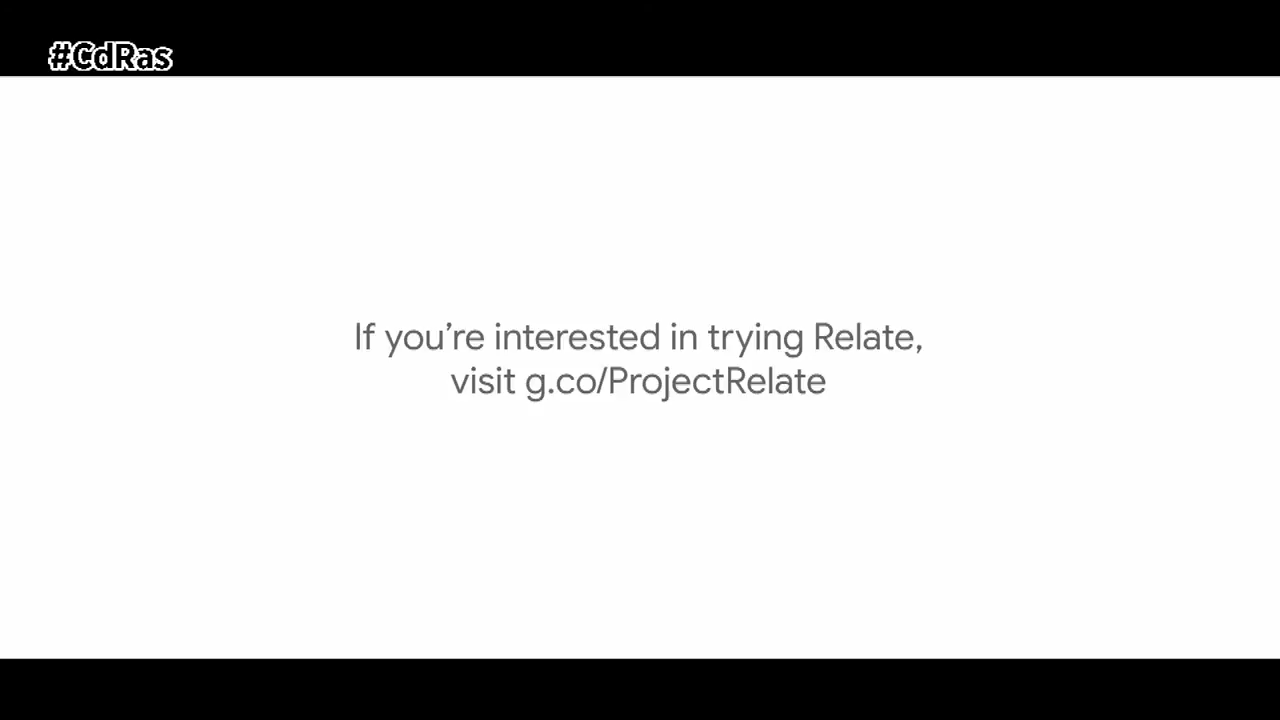 #CdRas
If you’re interested in trying Relate,
visit g.co/ProjectRelate